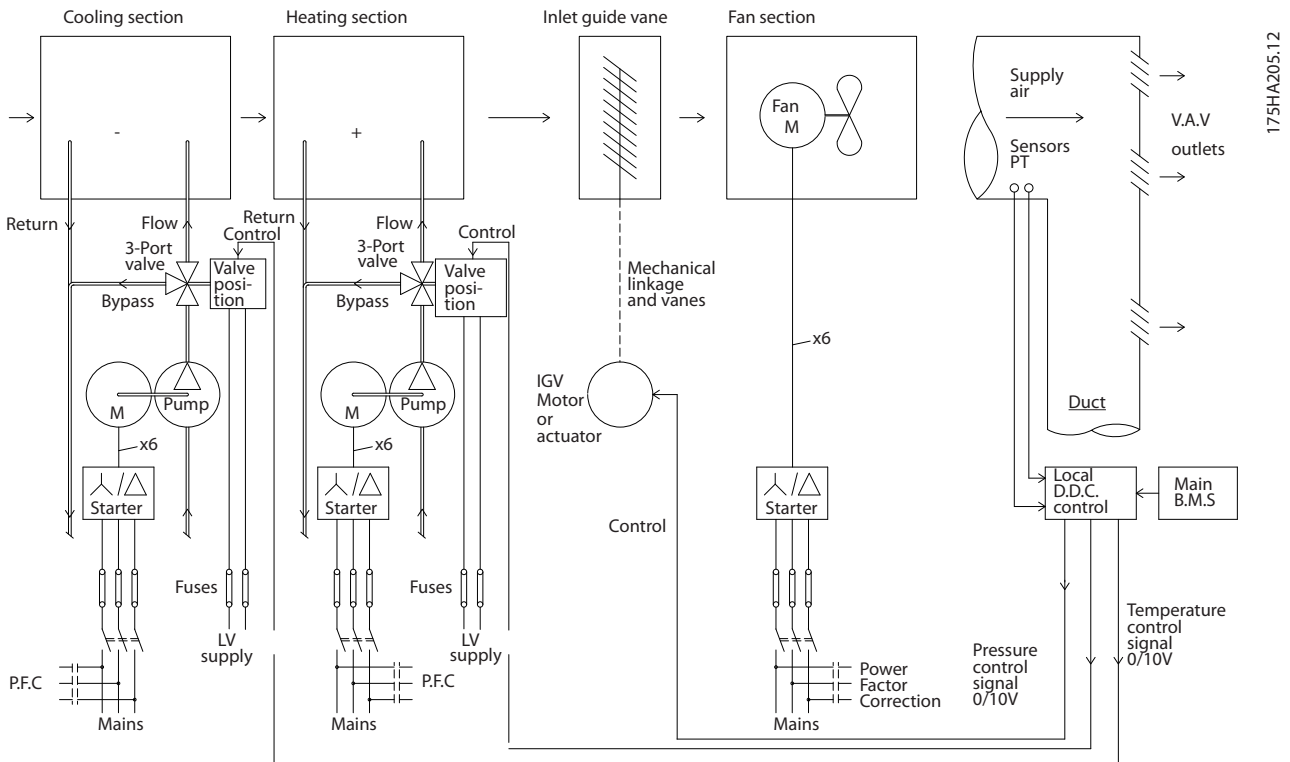 Cooling section
Heating section
Inlet guide vane
Fan section
175HA205.12
-
+
Fan
M
Supply
air
Sensors
PT
V.A.V
outlets
Return
Flow
Control
3-Port
valve
Bypass
Valve
posi-
tion
Return
Flow
Control
3-Port
valve
Bypass
Valve
posi-
tion
Mechanical
linkage
and vanes
x6
M
Pump
x6
M
Pump
x6
IGV
Motor
or
actuator
Duct
Starter
Starter
Starter
Local
D.D.C.
control
Main
B.M.S
Control
Fuses
Fuses
LV
supply
LV
supply
P.F.C
Mains
P.F.C
Mains
Power
Factor
Correction
Mains
Pressure
control
signal
0/10V
Temperature
control
signal
0/10V